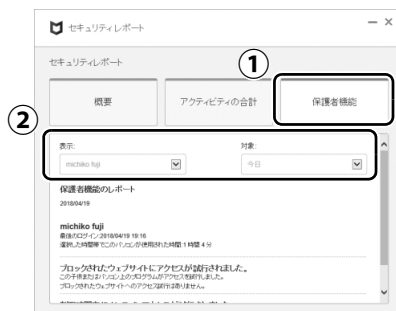 セキュリティレポート
セキュリティレポート
①
概要
アクティビティの合計
保護者機能
②
表示:
対象:
michiko fuji
今日
保護者機能のレポート
2018/04/19
michiko fuji
最後のログイン:2018/04/19 19:16
選択した時間帯でこのパソコンが使用された時間:1 時間 4 分
ブロックされたウェブサイトにアクセスが試行されました。
この子供またはパソコン上のプログラムがアクセスを試行しました。
ブロックされたウェブサイトへのアクセス試行はありません。